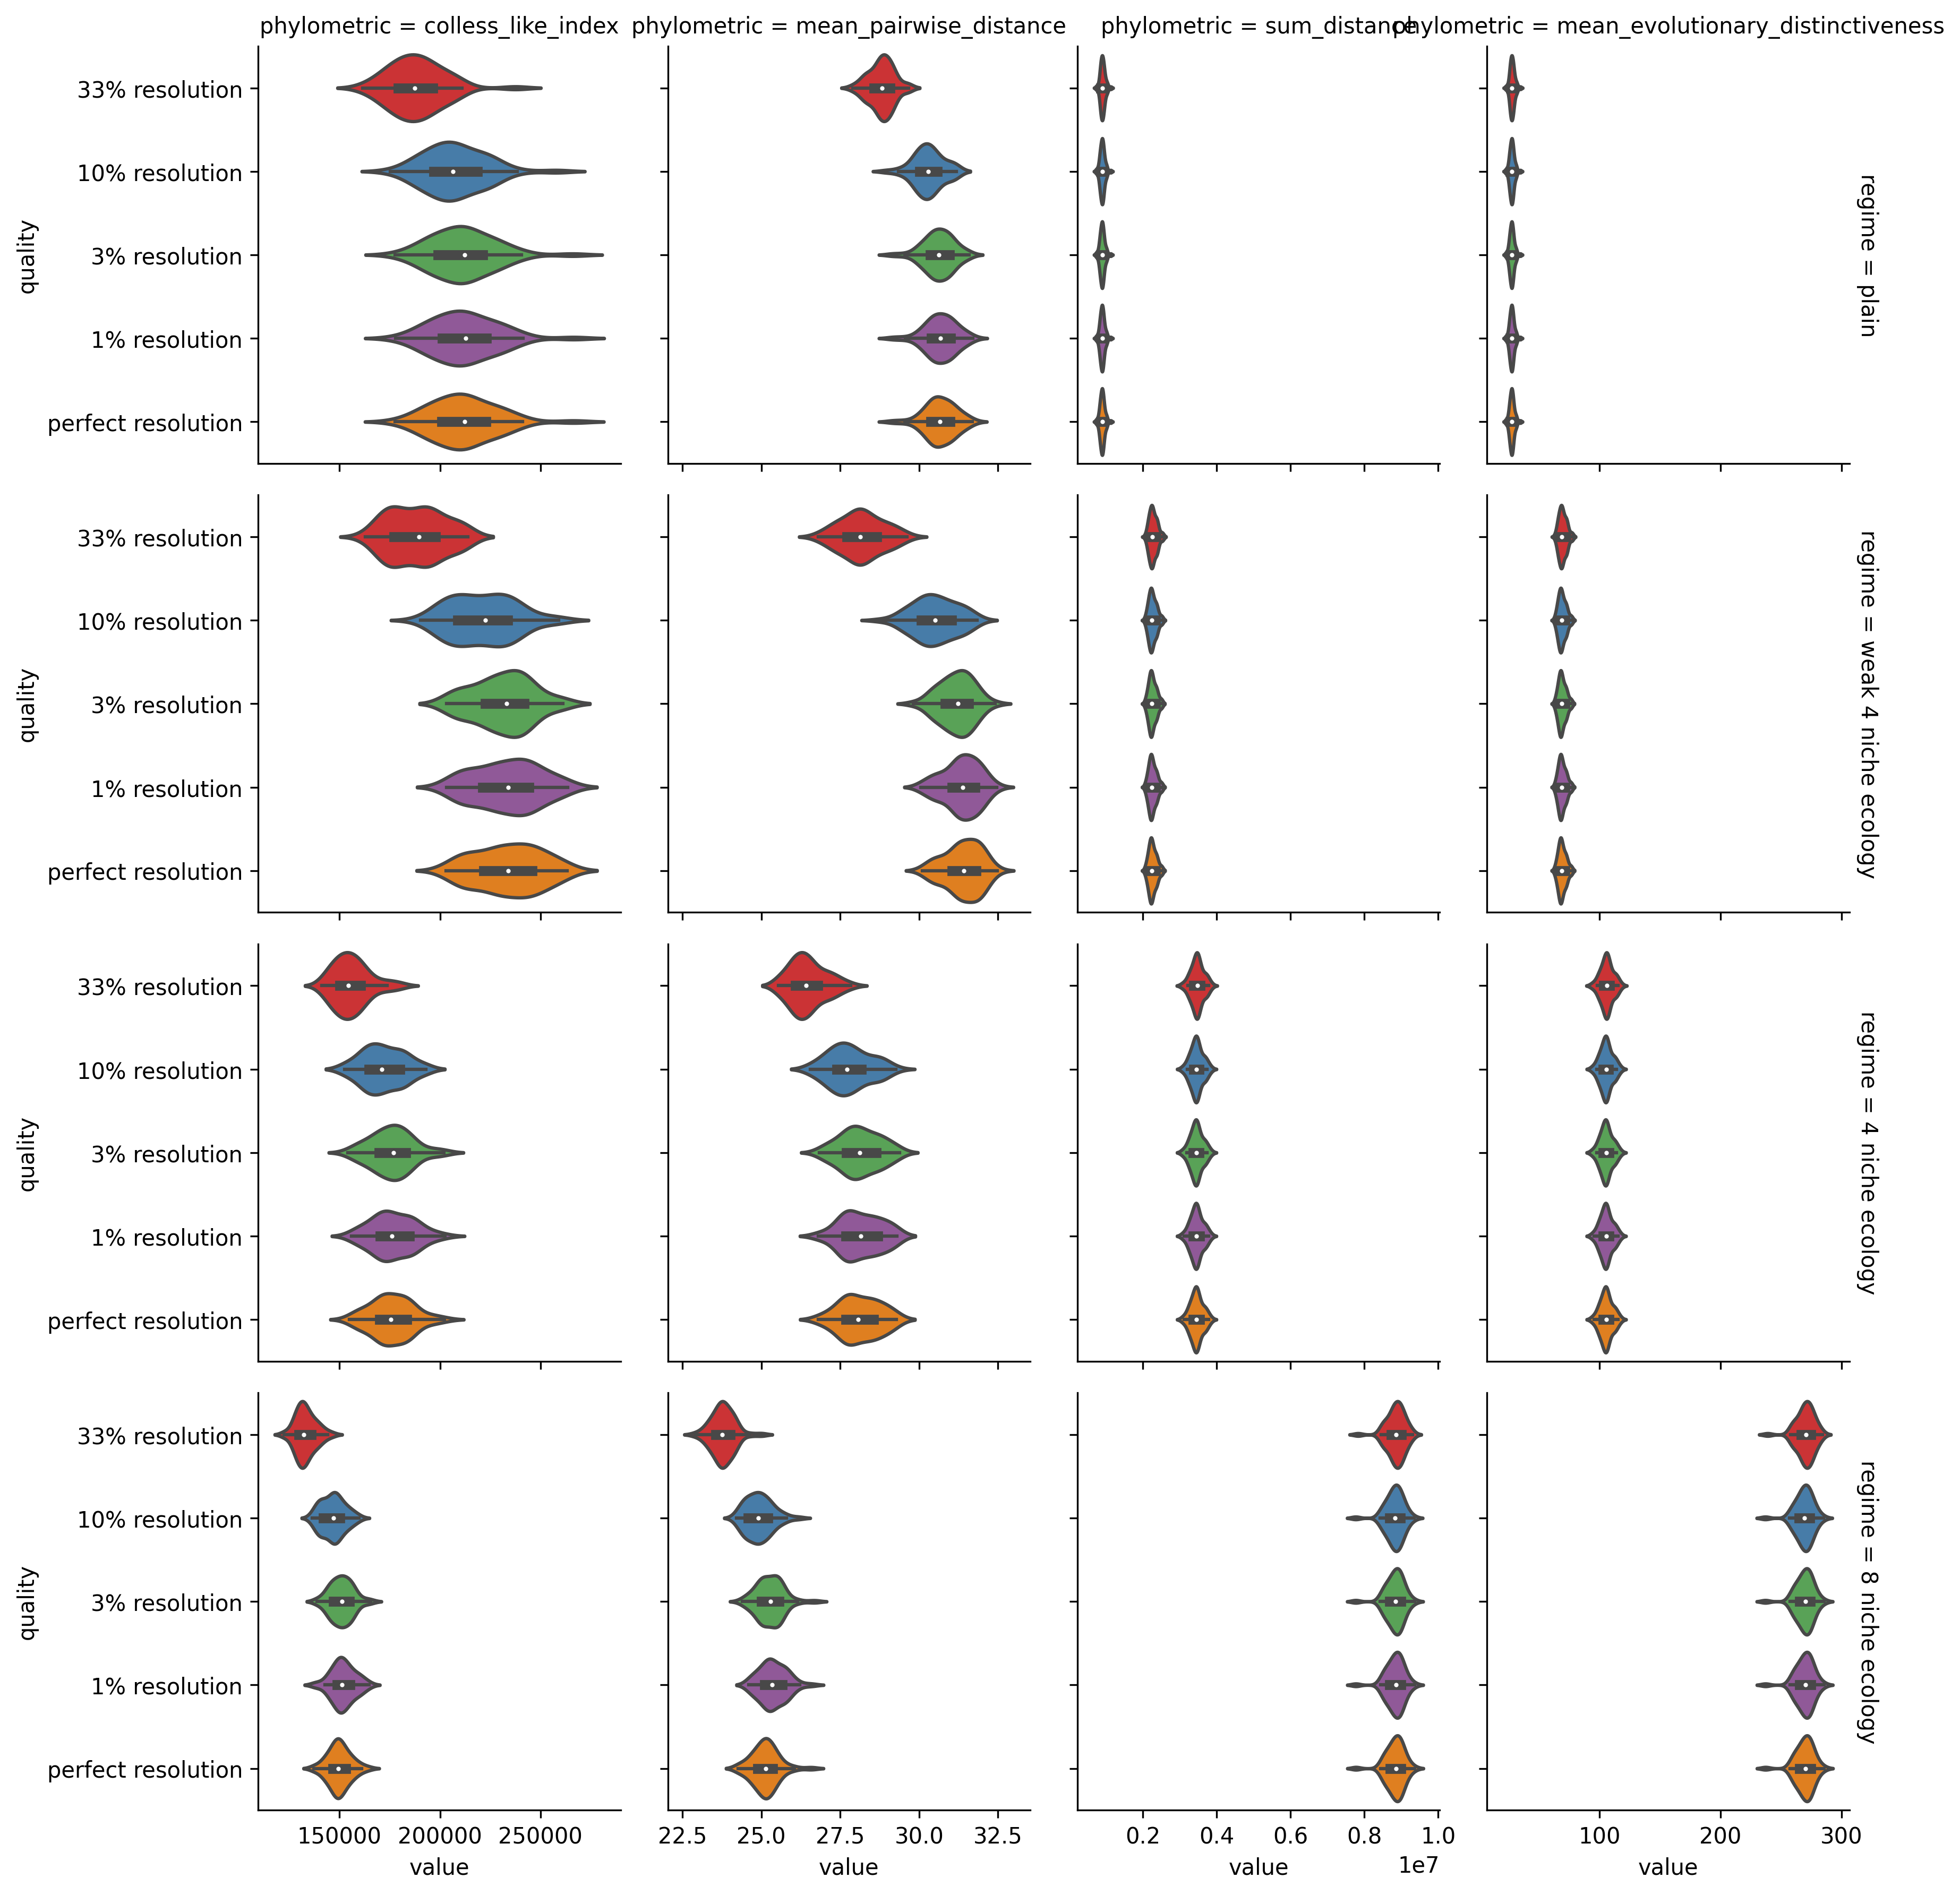 phylometric = colless_like_index
phylometric = mean_pairwise_distance
phylometric = sum_distance
phylometric = mean_evolutionary_distinctiveness
quality
33% resolution
10% resolution
3% resolution
1% resolution
perfect resolution
regime = plain
quality
33% resolution
10% resolution
3% resolution
1% resolution
perfect resolution
regime = weak 4 niche ecology
quality
33% resolution
10% resolution
3% resolution
1% resolution
perfect resolution
regime = 4 niche ecology
quality
33% resolution
10% resolution
3% resolution
1% resolution
perfect resolution
regime = 8 niche ecology
150000 200000 250000
value
22.5 25.0 27.5 30.0 32.5
value
0.2 0.4 0.6 0.8 1.0
1e7
value
100 200 300
value